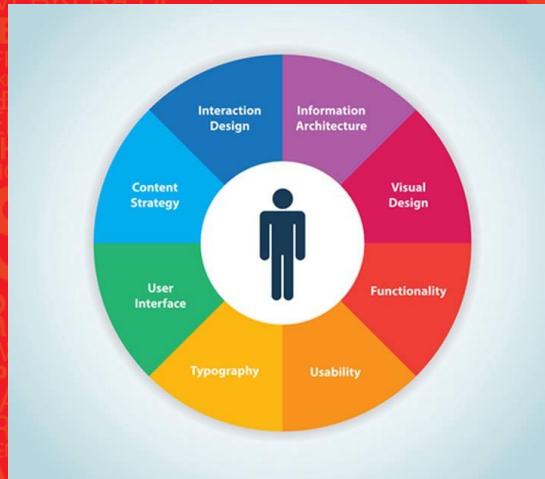 Interaction
Design
Information
Architecture
Content
Strategy
Visual
Design
User
Interface
Functionality
Typography
Usability